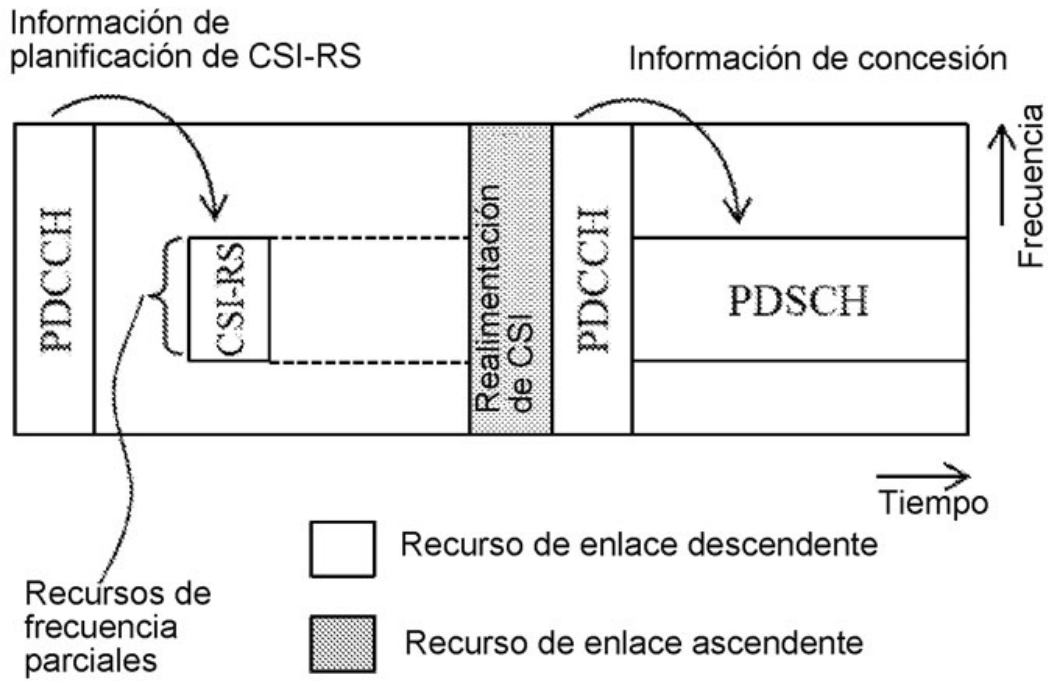 Información de
planificación de CSI-RS
Información de concesión
PDCCH
CSI-RS
Realimentación
de CSI
PDCCH
PDSCH
Frecuencia
Tiempo
Recursos de
frecuencia
parciales
Recurso de enlace descendente
Recurso de enlace ascendente